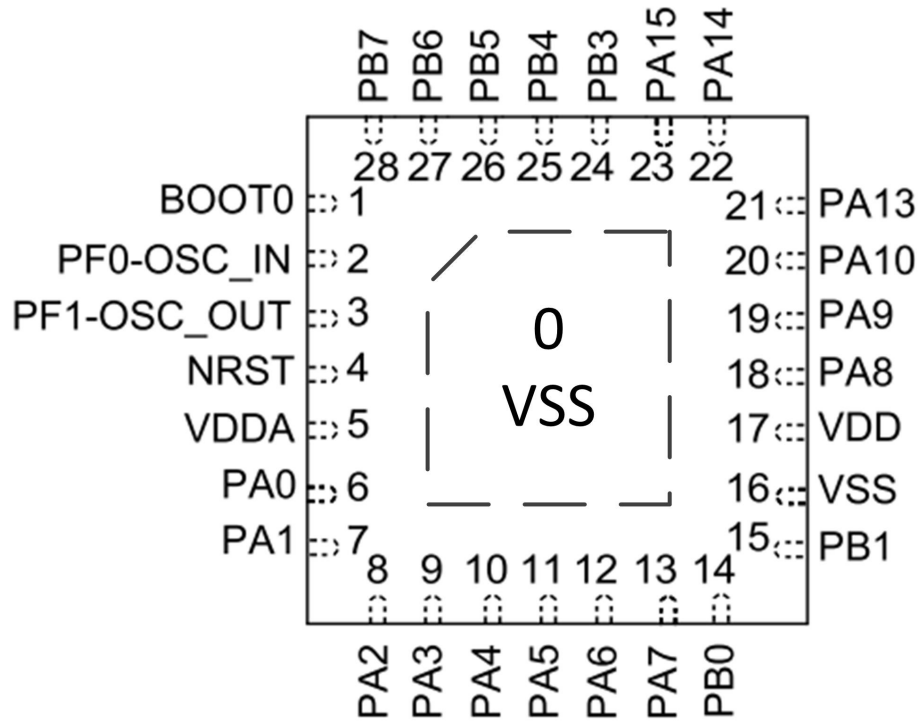 PB7 PB6 PB5 PB4 PB3 PA15 PA14
28 27 26 25 24 23 22
BOOT0 1
PF0-OSC_IN 2
PF1-OSC_OUT 3
NRST 4
VDDA 5
PA0 6
PA1 7
0
VSS
21 PA13
20 PA10
19 PA9
18 PA8
17 VDD
16 VSS
15 PB1
8 9 10 11 12 13 14
PA2 PA3 PA4 PA5 PA6 PA7 PB0